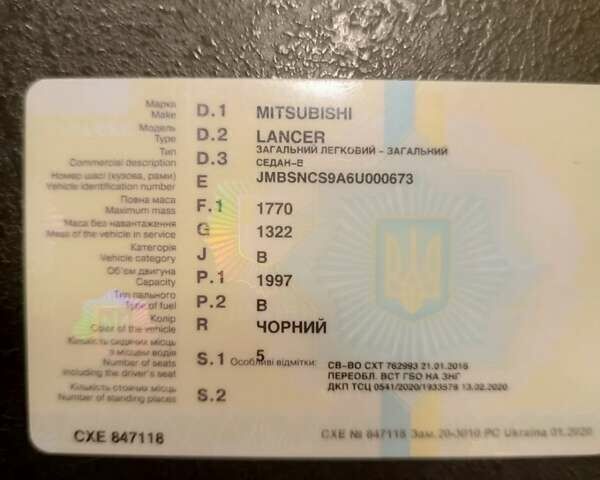 Марка D.1 MITSUBISHI
Make
Модель D.2 LANCER
Type
Тип D.3 ЗАГАЛЬНИЙ ЛЕГКОВИЙ - ЗАГАЛЬНИЙ
Commercial description СЕДАН-В
Номер шасі (кузова, рами) E JMBSNCS9A6U000673
Vehicle identification number
Повна маса F.1 1770
Maximum mass
Маса без навантаження G 1322
Mass of the vehicle in service
Категорія J B
Vehicle category
Об'єм двигуна P.1 1997
Capacity
Тип пального P.2 B
Type of fuel
Колір R ЧОРНИЙ
Color of the vehicle
Кількість сидячих місць
з місцем водія S.1 5
Number of seats
including the driver's seat
Кількість стоячих місць S.2
Number of standing places
Особливі відмітки: СВ-ВО СХТ 762993 21.01.2016
ПЕРЕОБЛ. ВСТ ГБО НА ЗНГ
ДКП ТСЦ 0541/2020/1933578 13.02.2020
СХЕ 847118
СХЕ № 847118 Зам. 20-3010 РС Ukraina 01.2020